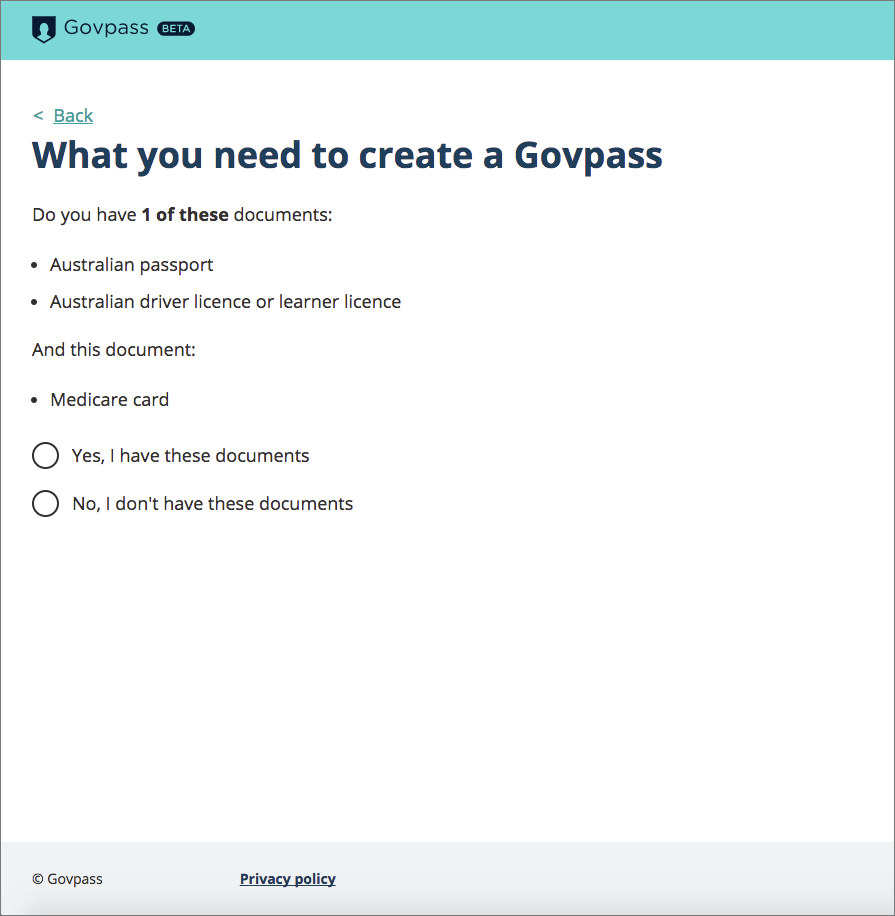 Govpass BETA
< Back
What you need to create a Govpass
Do you have 1 of these documents:
• Australian passport
• Australian driver licence or learner licence
And this document:
• Medicare card
Yes, I have these documents
No, I don't have these documents
© Govpass Privacy policy